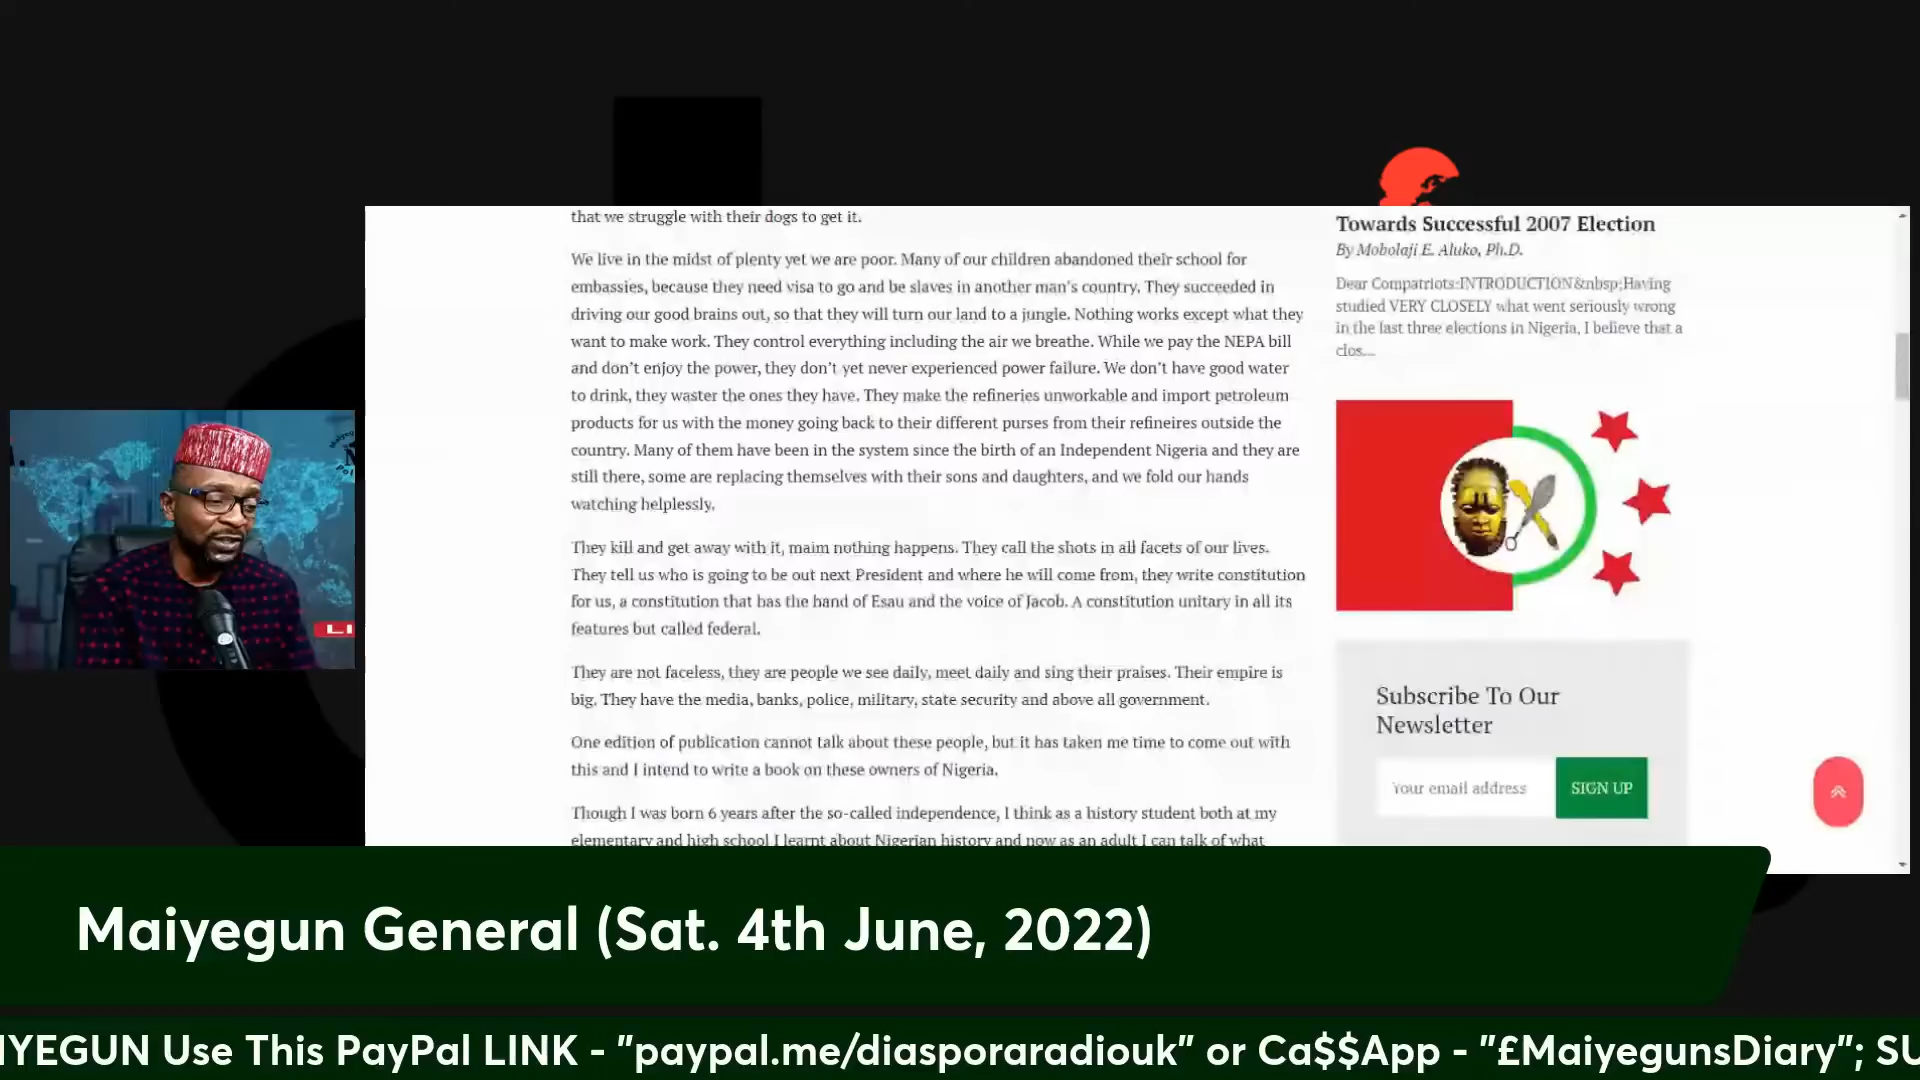 that we struggle with their dogs to get it.
We live in the midst of plenty yet we are poor. Many of our children abandoned their school for
embassies, because they need visa to go and be slaves in another man's country. They succeeded in
driving our good brains out, so that they will turn our land to a jungle. Nothing works except what they
want to make work. They control everything including the air we breathe. While we pay the NEPA bill
and don't enjoy the power, they don't yet never experienced power failure. We don't have good water
to drink, they waster the ones they have. They make the refineries unworkable and import petroleum
products for us with the money going back to their different purses from their refineires outside the
country. Many of them have been in the system since the birth of an Independent Nigeria and they are
still there, some are replacing themselves with their sons and daughters, and we fold our hands
watching helplessly.
They kill and get away with it, maim nothing happens. They call the shots in all facets of our lives.
They tell us who is going to be out next President and where he will come from, they write constitution
for us, a constitution that has the hand of Esau and the voice of Jacob. A constitution unitary in all its
features but called federal.
They are not faceless, they are people we see daily, meet daily and sing their praises. Their empire is
big. They have the media, banks, police, military, state security and above all government.
One edition of publication cannot talk about these people, but it has taken me time to come out with
this and I intend to write a book on these owners of Nigeria.
Though I was born 6 years after the so-called independence, I think as a history student both at my
elementary and high school I learnt about Nigerian history and now as an adult I can talk of what
Towards Successful 2007 Election
By Mobolaji E. Aluko, Ph.D.
Dear Compatriots:INTRODUCTION&nbsp;Having
studied VERY CLOSELY what went seriously wrong
in the last three elections in Nigeria, I believe that a
clos...
Subscribe To Our
Newsletter
Your email address
SIGN UP
LI
Maiyegun General (Sat. 4th June, 2022)
IYEGUN Use This PayPal LINK - "paypal.me/diasporaradiouk" or Ca$$App - "£MaiyegunsDiary"; SU